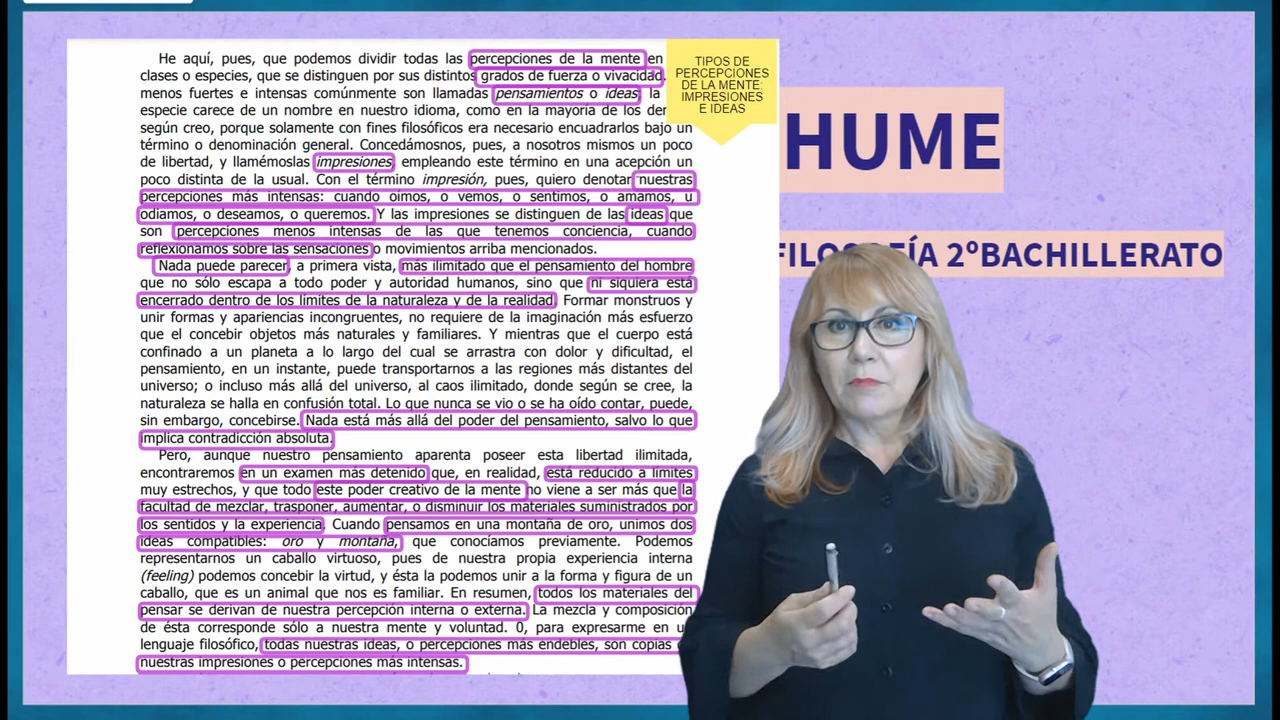 He aquí, pues, que podemos dividir todas las percepciones de la mente en
clases o especies, que se distinguen por sus distintos grados de fuerza o vivacidad.
menos fuertes e intensas comúnmente son llamadas pensamientos o ideas; la
especie carece de un nombre en nuestro idioma, como en la mayoría de los
según creo, porque solamente con fines filosóficos era necesario encuadrarlos bajo un
término o denominación general. Concedámosnos, pues, a nosotros mismos un poco
de libertad, y llamémoslas impresiones, empleando este término en una acepción un
poco distinta de la usual. Con el término impresión, pues, quiero denotar nuestras
percepciones más intensas: cuando oímos, o vemos, o sentimos, o amamos, u
odiamos, o deseamos, o queremos. Y las impresiones se distinguen de las ideas que
son percepciones menos intensas de las que tenemos conciencia, cuando
reflexionamos sobre las sensaciones o movimientos arriba mencionados.
Nada puede parecer, a primera vista, más ilimitado que el pensamiento del hombre
que no sólo escapa a todo poder y autoridad humanos, sino que ni siquiera está
encerrado dentro de los límites de la naturaleza y de la realidad. Formar monstruos y
unir formas y apariencias incongruentes, no requiere de la imaginación más esfuerzo
que el concebir objetos más naturales y familiares. Y mientras que el cuerpo está
confinado a un planeta a lo largo del cual se arrastra con dolor y dificultad, el
pensamiento, en un instante, puede transportarnos a las regiones más distantes del
universo; o incluso más allá del universo, al caos ilimitado, donde según se cree, la
naturaleza se halla en confusión total. Lo que nunca se vio o se ha oído contar, puede,
sin embargo, concebirse. Nada está más allá del poder del pensamiento, salvo lo que
implica contradicción absoluta.
Pero, aunque nuestro pensamiento aparenta poseer esta libertad ilimitada,
encontraremos en un examen más detenido que, en realidad, está reducido a límites
muy estrechos, y que todo este poder creativo de la mente no viene a ser más que la
facultad de mezclar, trasponer, aumentar, o disminuir los materiales suministrados por
los sentidos y la experiencia. Cuando pensamos en una montaña de oro, unimos dos
ideas compatibles: oro y montaña, que conocíamos previamente. Podemos
representarnos un caballo virtuoso, pues de nuestra propia experiencia interna
(feeling) podemos concebir la virtud, y ésta la podemos unir a la forma y figura de un
caballo, que es un animal que nos es familiar. En resumen, todos los materiales del
pensar se derivan de nuestra percepción interna o externa. La mezcla y composición
de ésta corresponde sólo a nuestra mente y voluntad. 0, para expresarme en
lenguaje filosófico, todas nuestras ideas, o percepciones más endebles, son copias
nuestras impresiones o percepciones más intensas.
TIPOS DE
PERCEPCIONES
DE LA MENTE:
IMPRESIONES
E IDEAS
HUME
FILOSOFÍA 2ºBACHILLERATO